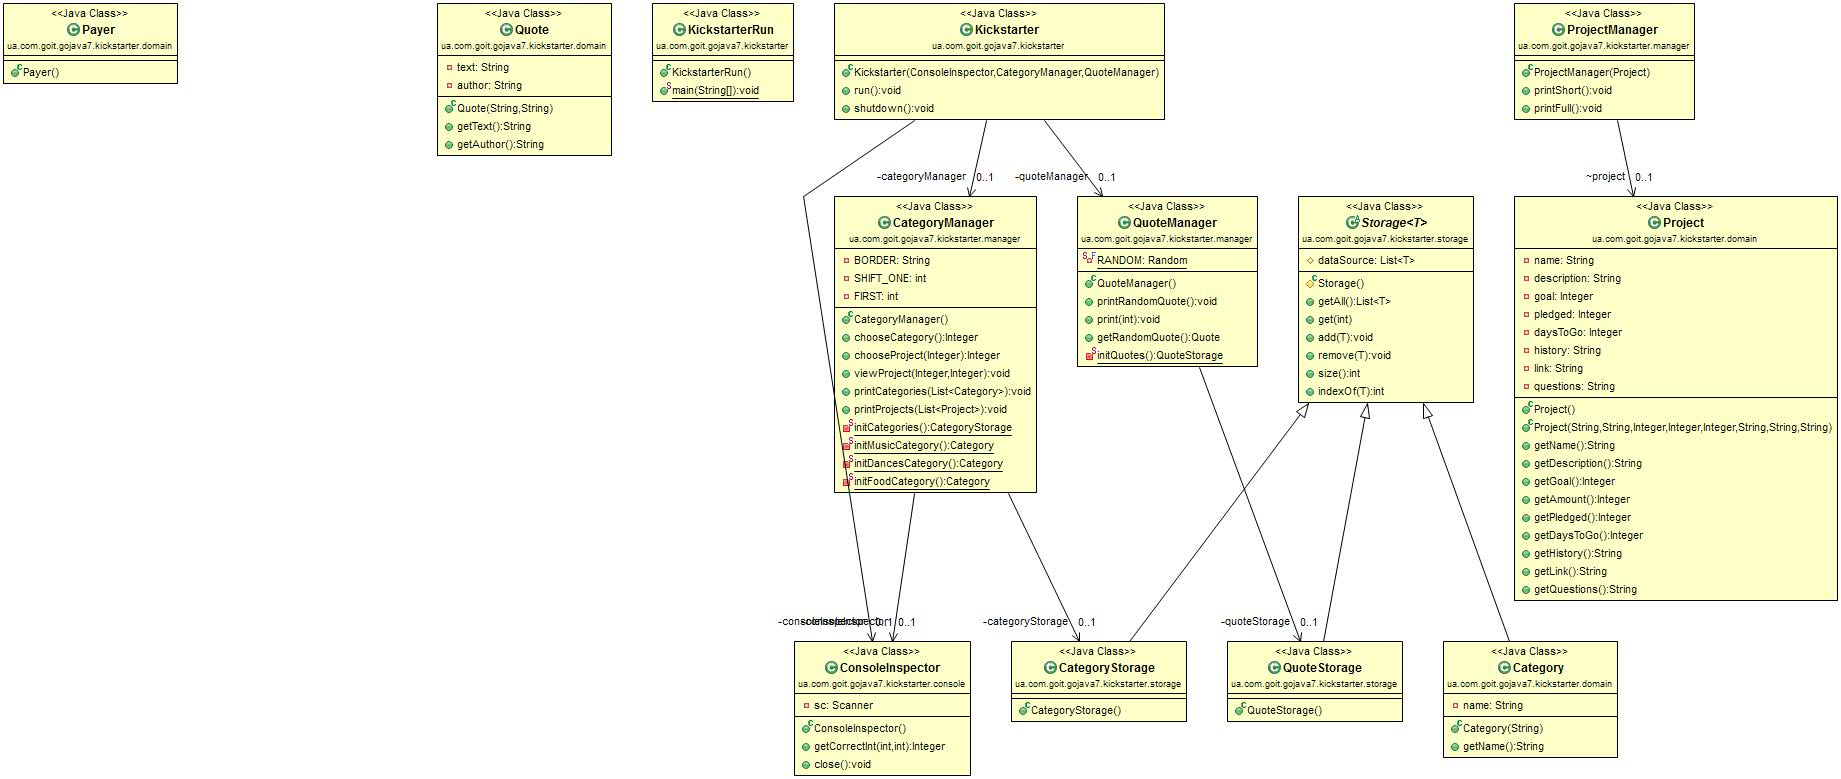 <<Java Class>>
Payer
ua.com.goit.gojava7.kickstarter.domain
Payer()
<<Java Class>>
Quote
ua.com.goit.gojava7.kickstarter.domain
text: String
author: String
Quote(String,String)
getText():String
getAuthor():String
<<Java Class>>
KickstarterRun
ua.com.goit.gojava7.kickstarter
KickstarterRun()
main(String[]):void
<<Java Class>>
Kickstarter
ua.com.goit.gojava7.kickstarter
Kickstarter(ConsoleInspector,CategoryManager,QuoteManager)
run():void
shutdown():void
<<Java Class>>
ProjectManager
ua.com.goit.gojava7.kickstarter.manager
ProjectManager(Project)
printShort():void
printFull():void
-categoryManager 0..1
-quoteManager 0..1
~project 0..1
<<Java Class>>
CategoryManager
ua.com.goit.gojava7.kickstarter.manager
BORDER: String
SHIFT_ONE: int
FIRST: int
CategoryManager()
chooseCategory():Integer
chooseProject(Integer):Integer
viewProject(Integer,Integer):void
printCategories(List<Category>):void
printProjects(List<Project>):void
initCategories():CategoryStorage
initMusicCategory():Category
initDancesCategory():Category
initFoodCategory():Category
<<Java Class>>
QuoteManager
ua.com.goit.gojava7.kickstarter.manager
RANDOM: Random
QuoteManager()
printRandomQuote():void
print(int):void
getRandomQuote():Quote
initQuotes():QuoteStorage
<<Java Class>>
Storage<T>
ua.com.goit.gojava7.kickstarter.storage
dataSource: List<T>
Storage()
getAll():List<T>
get(int)
add(T):void
remove(T):void
size():int
indexOf(T):int
<<Java Class>>
Project
ua.com.goit.gojava7.kickstarter.domain
name: String
description: String
goal: Integer
pledged: Integer
daysToGo: Integer
history: String
link: String
questions: String
Project()
Project(String,String,Integer,Integer,Integer,String,String,String)
getName():String
getDescription():String
getGoal():Integer
getAmount():Integer
getPledged():Integer
getDaysToGo():Integer
getHistory():String
getLink():String
getQuestions():String
0..1
-categoryStorage 0..1
-quoteStorage 0..1
<<Java Class>>
ConsoleInspector
ua.com.goit.gojava7.kickstarter.console
sc: Scanner
ConsoleInspector()
getCorrectInt(int,int):Integer
close():void
<<Java Class>>
CategoryStorage
ua.com.goit.gojava7.kickstarter.storage
CategoryStorage()
<<Java Class>>
QuoteStorage
ua.com.goit.gojava7.kickstarter.storage
QuoteStorage()
<<Java Class>>
Category
ua.com.goit.gojava7.kickstarter.domain
name: String
Category(String)
getName():String